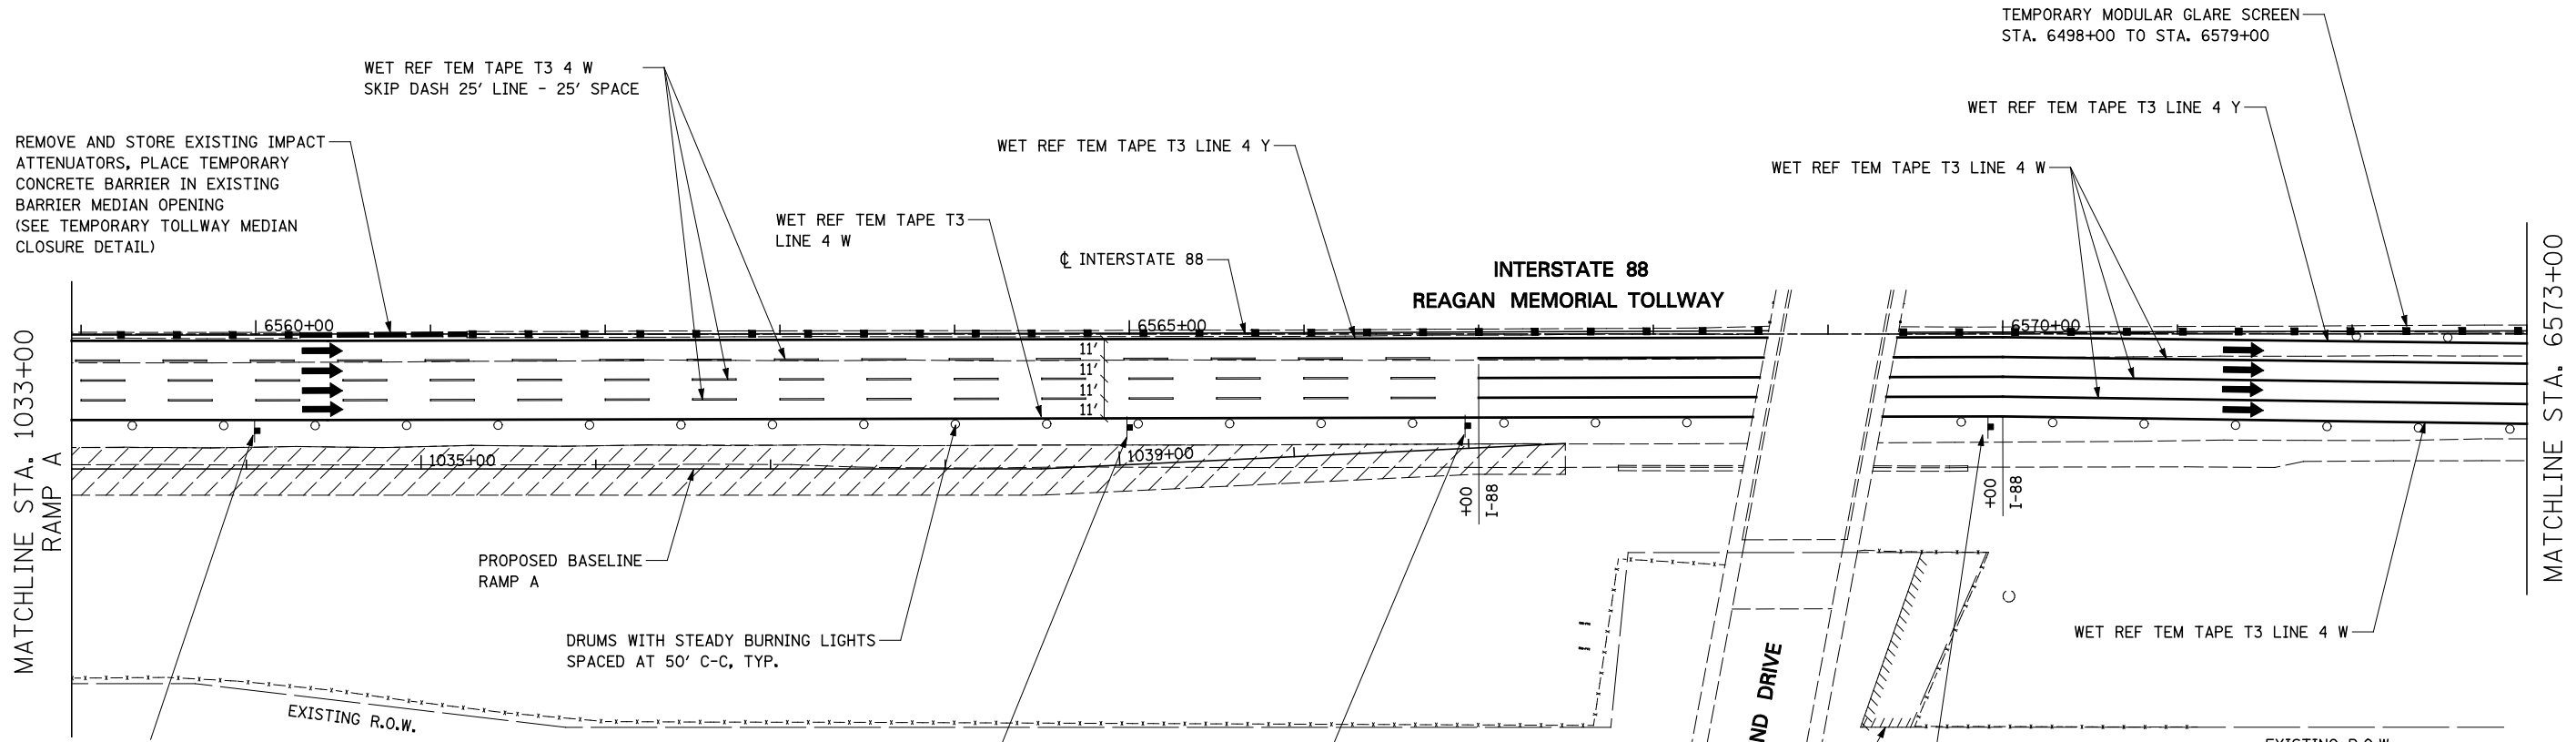 TEMPORARY MODULAR GLARE SCREEN
STA. 6498+00 TO STA. 6579+00
WET REF TEM TAPE T3 4 W
SKIP DASH 25' LINE - 25' SPACE
WET REF TEM TAPE T3 LINE 4 Y
REMOVE AND STORE EXISTING IMPACT
ATTENUATORS, PLACE TEMPORARY
CONCRETE BARRIER IN EXISTING
BARRIER MEDIAN OPENING
(SEE TEMPORARY TOLLWAY MEDIAN
CLOSURE DETAIL)
WET REF TEM TAPE T3 LINE 4 Y
WET REF TEM TAPE T3 LINE 4 W
WET REF TEM TAPE T3
LINE 4 W
℄ INTERSTATE 88
INTERSTATE 88
REAGAN MEMORIAL TOLLWAY
MATCHLINE STA. 1033+00
RAMP A
MATCHLINE STA. 6573+00
6560+00
6565+00
6570+00
11'
11'
11'
11'
1035+00
1039+00
+00
I-88
+00
I-88
PROPOSED BASELINE
RAMP A
DRUMS WITH STEADY BURNING LIGHTS
SPACED AT 50' C-C, TYP.
WET REF TEM TAPE T3 LINE 4 W
ND DRIVE
EXISTING R.O.W.
EXISTING R.O.W.